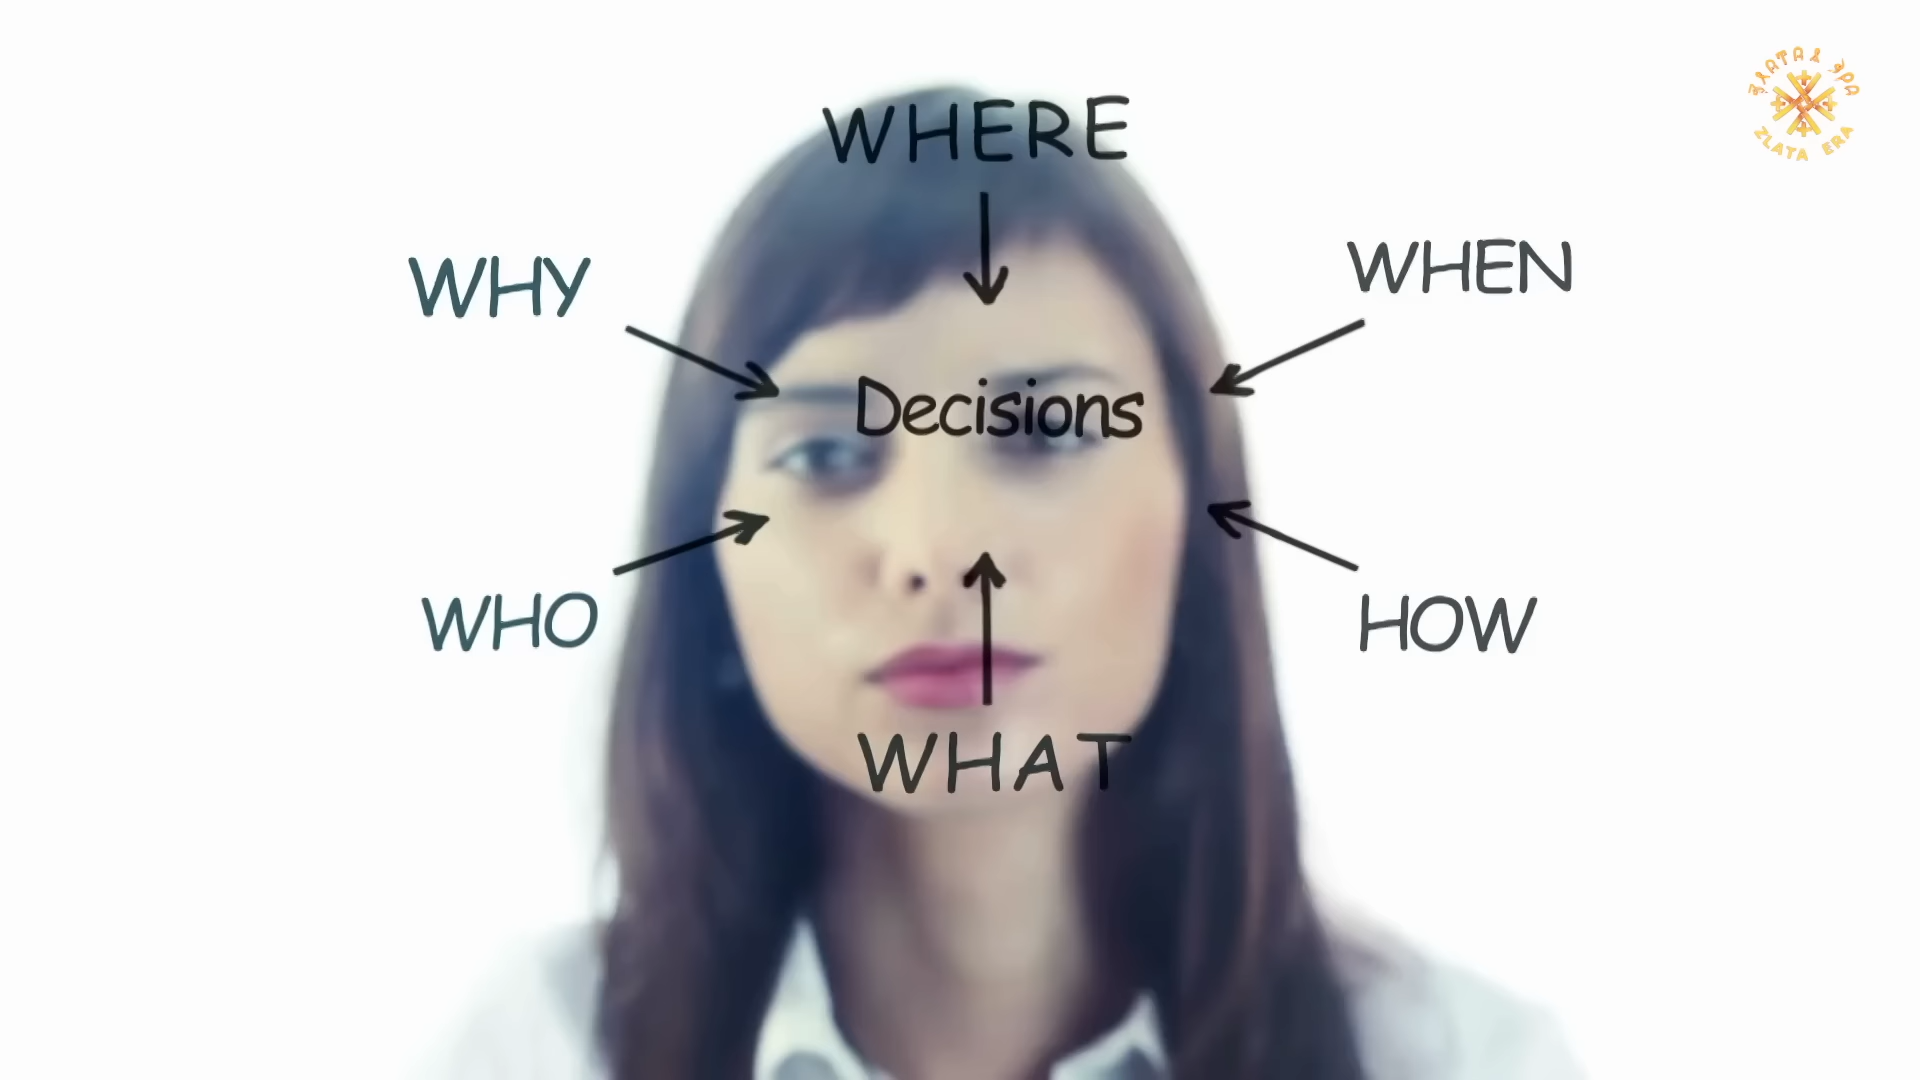 WHERE
WHY
WHEN
Decisions
WHO
HOW
WHAT
ZLATA ERA